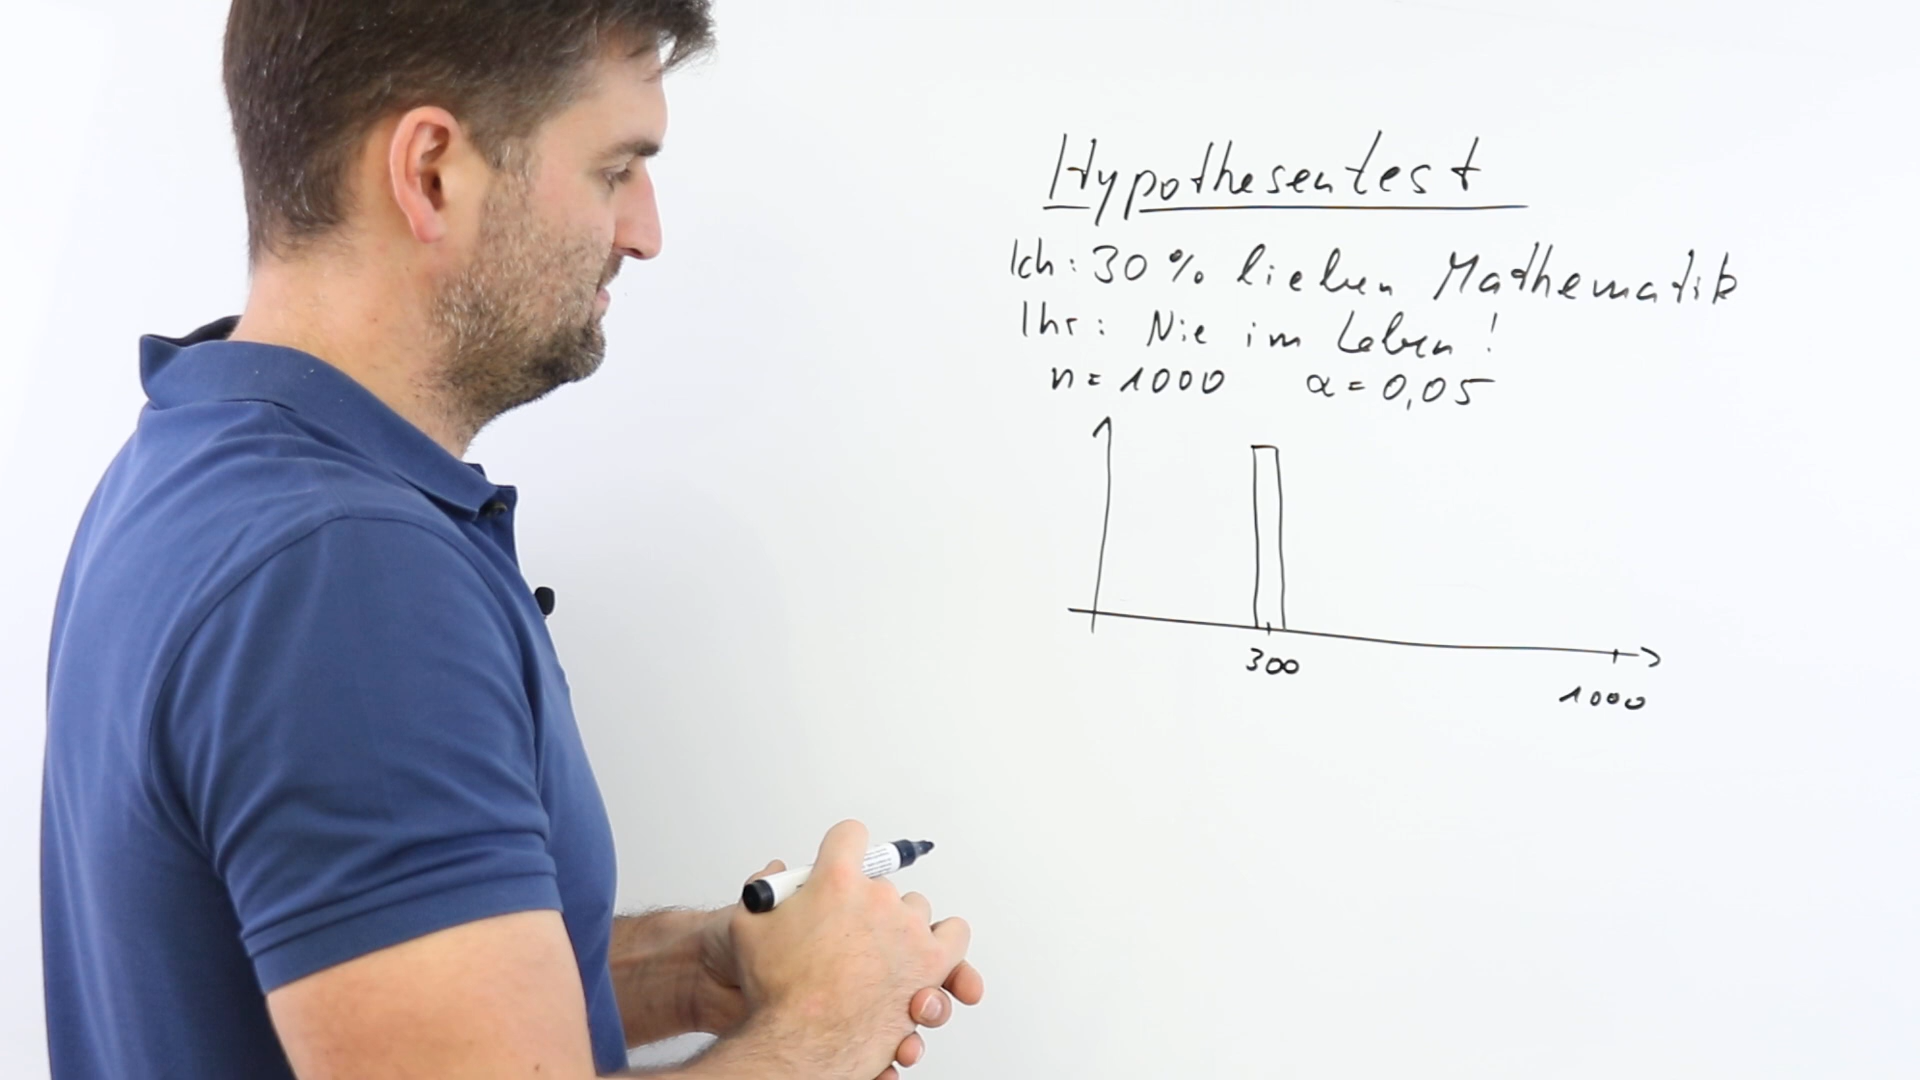 Hypothesentest
Ich: 30% lieben Mathematik
Ihr: Nie im Leben!
n = 1000 α = 0,05
300
1000